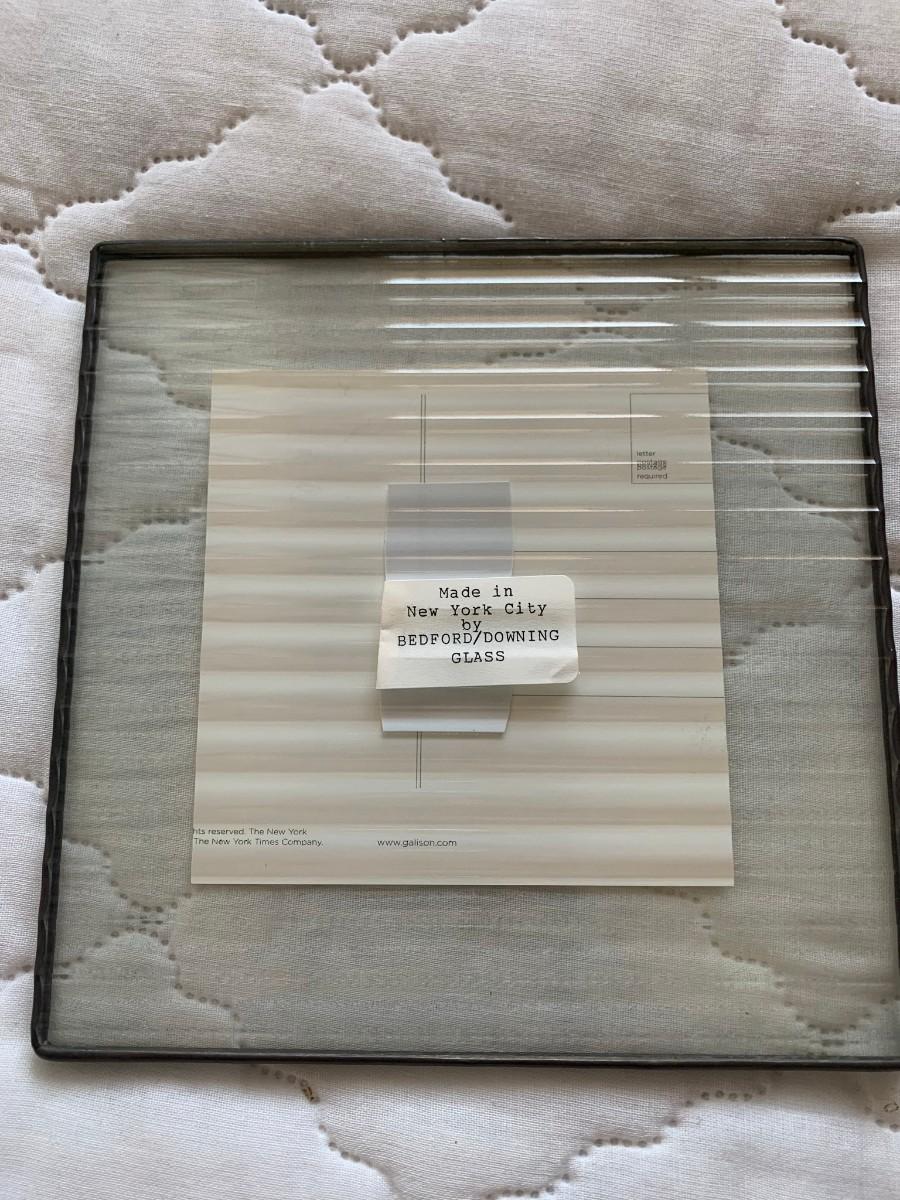 letter
postage
required
Made in
New York City
by
BEDFORD/DOWNING
GLASS
hts reserved. The New York
The New York Times Company.
www.galison.com